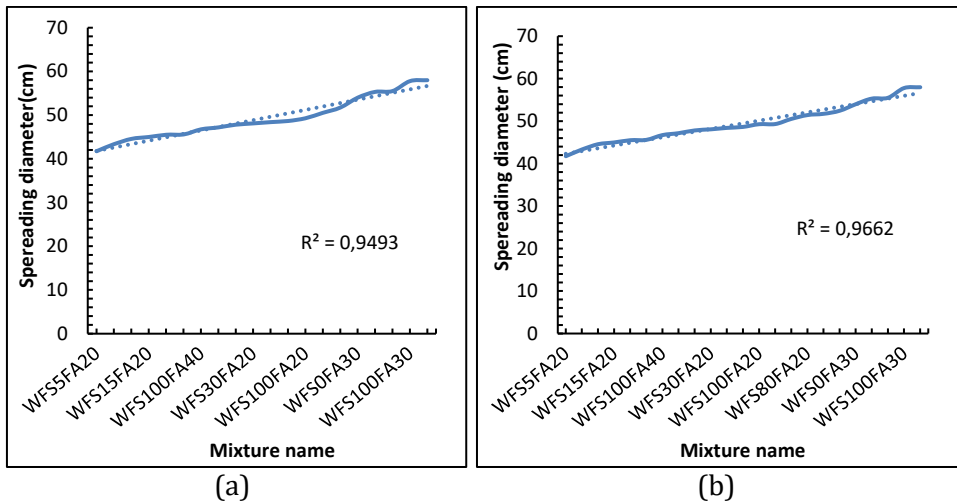 Spereading diameter(cm)
70
60
50
40
30
20
10
0
R² = 0,9493
WFS5FA20
WFS15FA20
WFS100FA40
WFS30FA20
WFS100FA20
WFS50FA30
WFS100FA30
Mixture name
(a)
Spereading diameter (cm)
70
60
50
40
30
20
10
0
R² = 0,9662
WFS5FA20
WFS15FA20
WFS100FA40
WFS30FA20
WFS100FA20
WFS80FA20
WFS0FA30
WFS100FA30
Mixture name
(b)